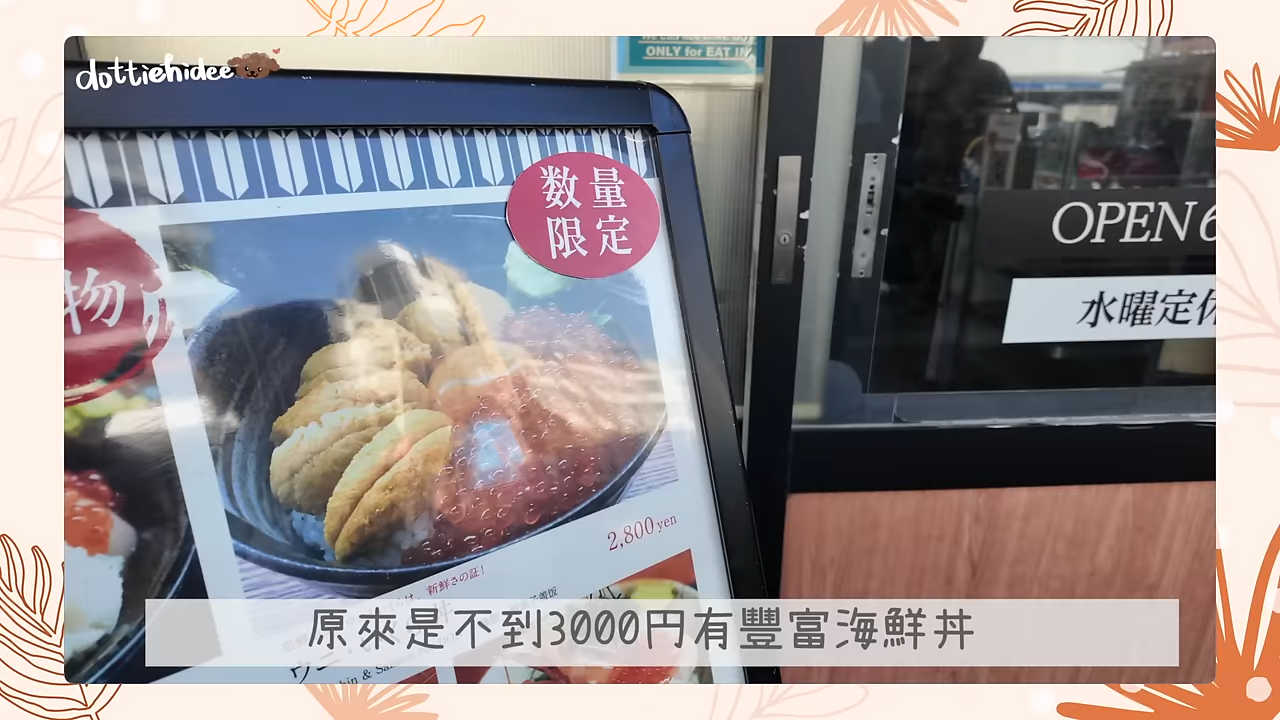 dottiehidee
ONLY for EAT IN
数量
限定
物
OPEN 6
水曜定休
2,800 yen
新鮮さの証!
原來是不到3000円有豐富海鮮丼